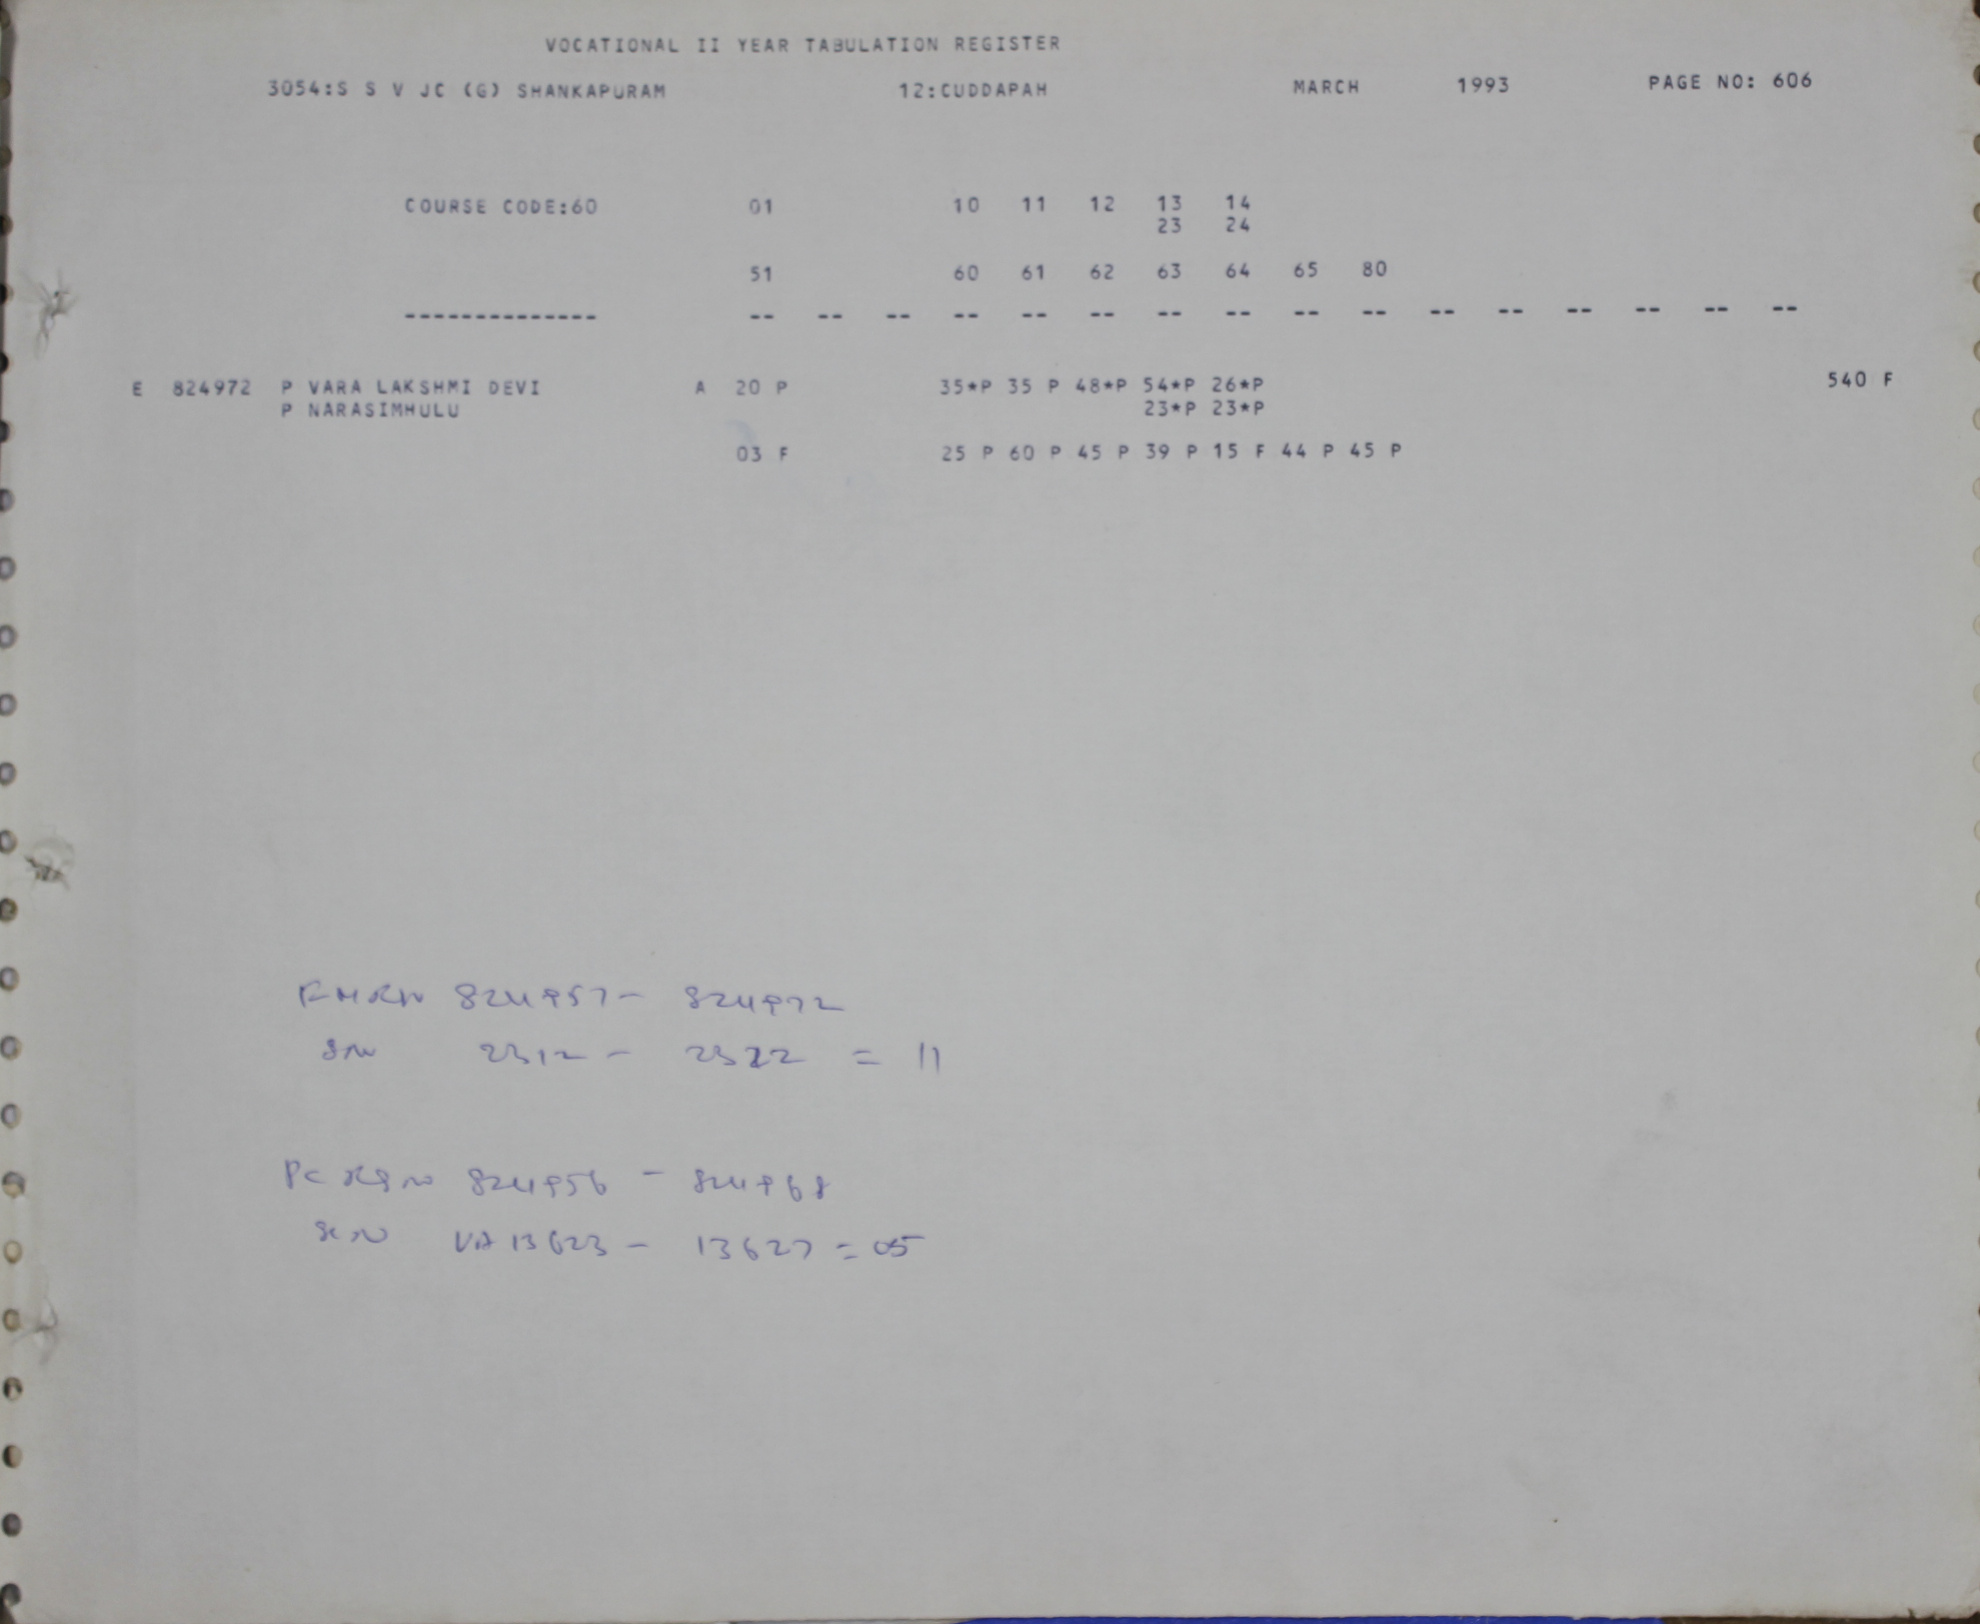 VOCATIONAL II YEAR TABULATION REGISTER
3054:S S V JC (G) SHANKAPURAM 12:CUDDAPAH MARCH 1993 PAGE NO: 606
COURSE CODE:60 01 10 11 12 13 14
23 24
51 60 61 62 63 64 65 80
-------------- -- -- -- -- -- -- -- -- -- -- -- -- -- -- -- --
E 824972 P VARA LAKSHMI DEVI A 20 P 35*P 35 P 48*P 54*P 26*P 540 F
P NARASIMHULU 23*P 23*P
03 F 25 P 60 P 45 P 39 P 15 F 44 P 45 P
824957 - 824972
2312 - 2322 = 11
824956 - 824968
VA 13623 - 13627 = 05